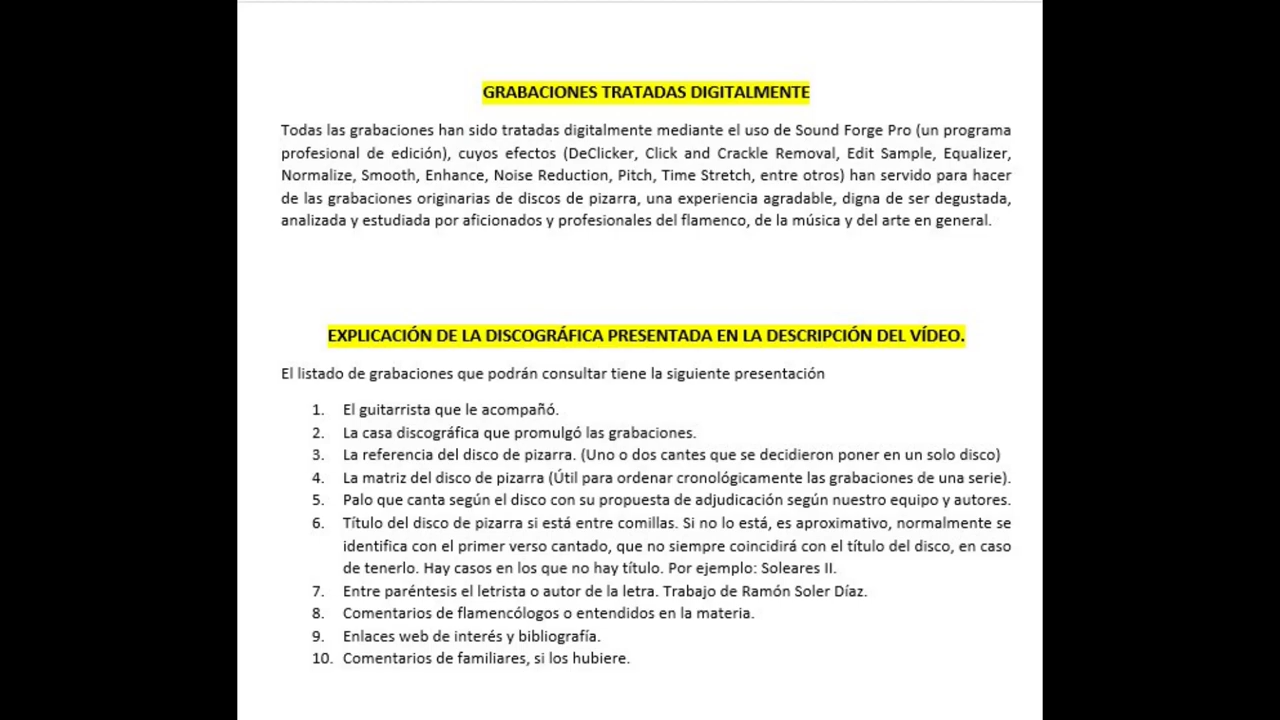 GRABACIONES TRATADAS DIGITALMENTE
Todas las grabaciones han sido tratadas digitalmente mediante el uso de Sound Forge Pro (un programa
profesional de edición), cuyos efectos (DeClicker, Click and Crackle Removal, Edit Sample, Equalizer,
Normalize, Smooth, Enhance, Noise Reduction, Pitch, Time Stretch, entre otros) han servido para hacer
de las grabaciones originarias de discos de pizarra, una experiencia agradable, digna de ser degustada,
analizada y estudiada por aficionados y profesionales del flamenco, de la música y del arte en general.
EXPLICACIÓN DE LA DISCOGRÁFICA PRESENTADA EN LA DESCRIPCIÓN DEL VÍDEO.
El listado de grabaciones que podrán consultar tiene la siguiente presentación
1. El guitarrista que le acompañó.
2. La casa discográfica que promulgó las grabaciones.
3. La referencia del disco de pizarra. (Uno o dos cantes que se decidieron poner en un solo disco)
4. La matriz del disco de pizarra (Útil para ordenar cronológicamente las grabaciones de una serie).
5. Palo que canta según el disco con su propuesta de adjudicación según nuestro equipo y autores.
6. Título del disco de pizarra si está entre comillas. Si no lo está, es aproximativo, normalmente se
identifica con el primer verso cantado, que no siempre coincidirá con el título del disco, en caso
de tenerlo. Hay casos en los que no hay título. Por ejemplo: Soleares II.
7. Entre paréntesis el letrista o autor de la letra. Trabajo de Ramón Soler Díaz.
8. Comentarios de flamencólogos o entendidos en la materia.
9. Enlaces web de interés y bibliografía.
10. Comentarios de familiares, si los hubiere.